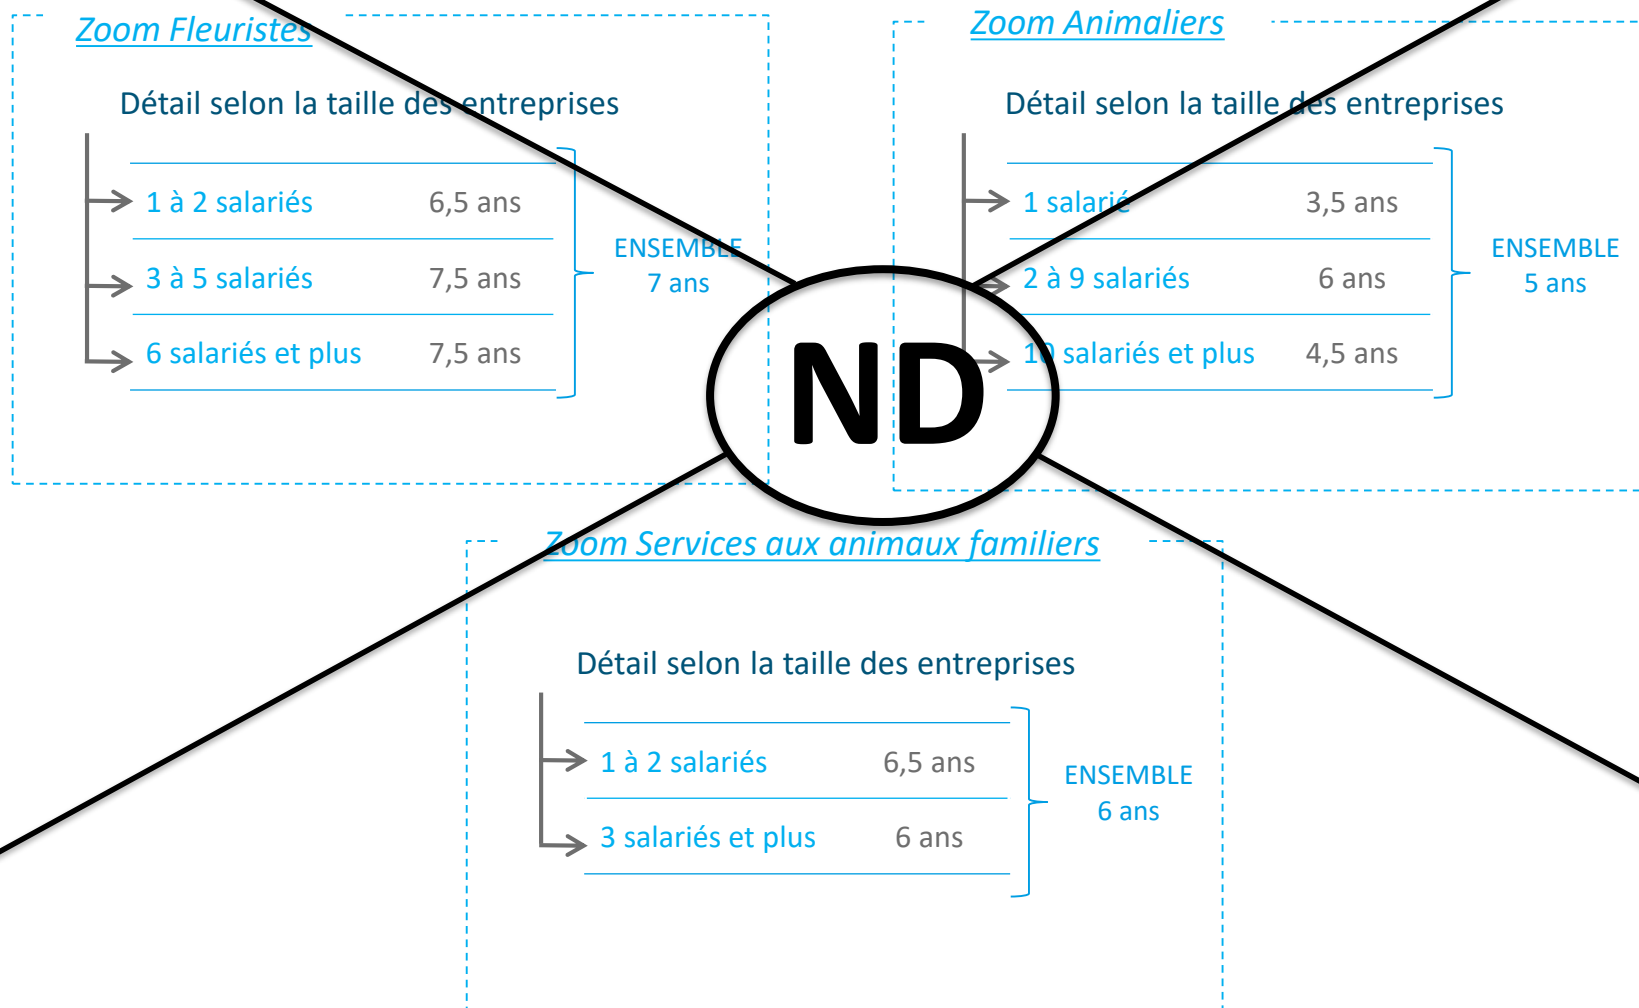 Zoom Fleuristes
Détail selon la taille des entreprises
1 à 2 salariés 6,5 ans
3 à 5 salariés 7,5 ans
6 salariés et plus 7,5 ans
ENSEMBLE
7 ans
Zoom Animaliers
Détail selon la taille des entreprises
1 salarié 3,5 ans
2 à 9 salariés 6 ans
10 salariés et plus 4,5 ans
ENSEMBLE
5 ans
ND
Zoom Services aux animaux familiers
Détail selon la taille des entreprises
1 à 2 salariés 6,5 ans
3 salariés et plus 6 ans
ENSEMBLE
6 ans